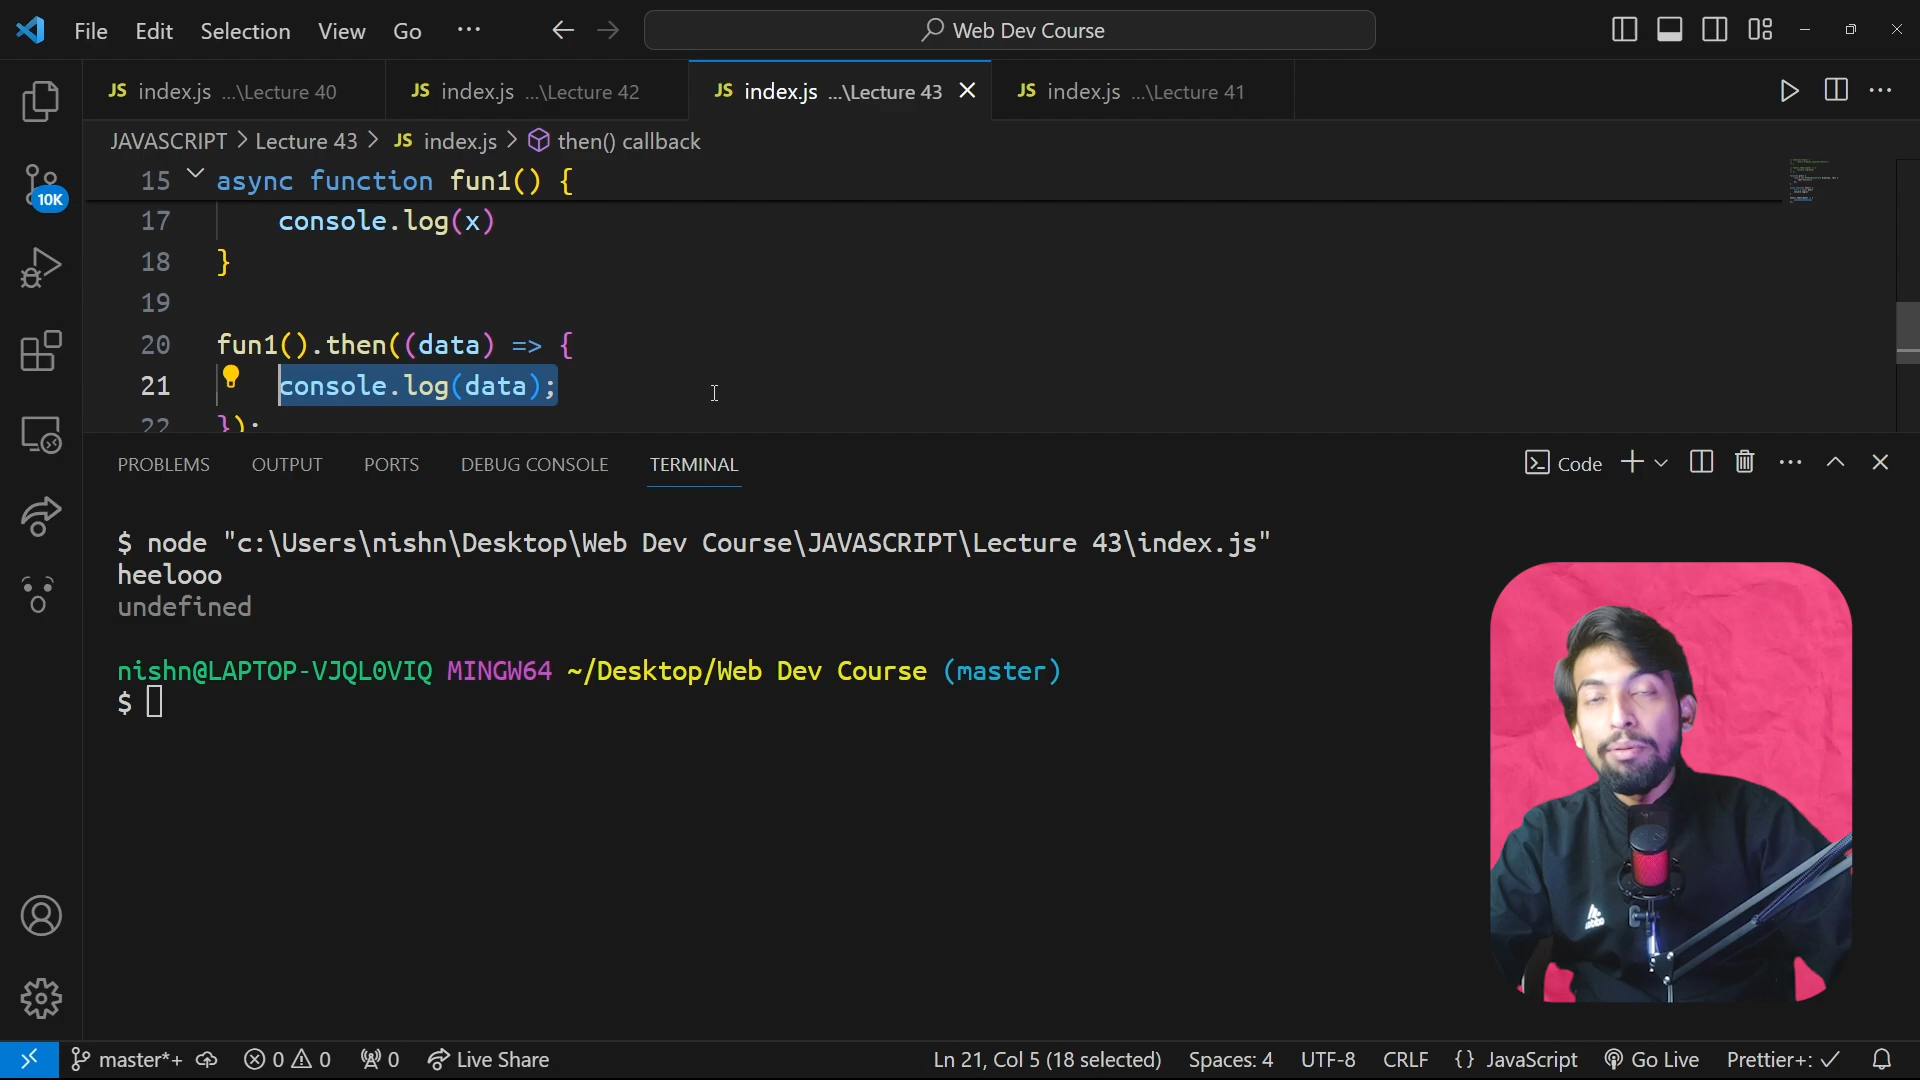 File Edit Selection View Go ··· Web Dev Course
JS index.js ...\Lecture 40 JS index.js ...\Lecture 42 JS index.js ...\Lecture 43 JS index.js ...\Lecture 41
JAVASCRIPT > Lecture 43 > JS index.js > then() callback
15 async function fun1() {
17 console.log(x)
18 }
19
20 fun1().then((data) => {
21 console.log(data);
22 });
10K
PROBLEMS OUTPUT PORTS DEBUG CONSOLE TERMINAL Code
$ node "c:\Users\nishn\Desktop\Web Dev Course\JAVASCRIPT\Lecture 43\index.js"
heelooo
undefined
nishn@LAPTOP-VJQL0VIQ MINGW64 ~/Desktop/Web Dev Course (master)
$
master*+ 0 0 0 Live Share Ln 21, Col 5 (18 selected) Spaces: 4 UTF-8 CRLF {} JavaScript Go Live Prettier+: ✓